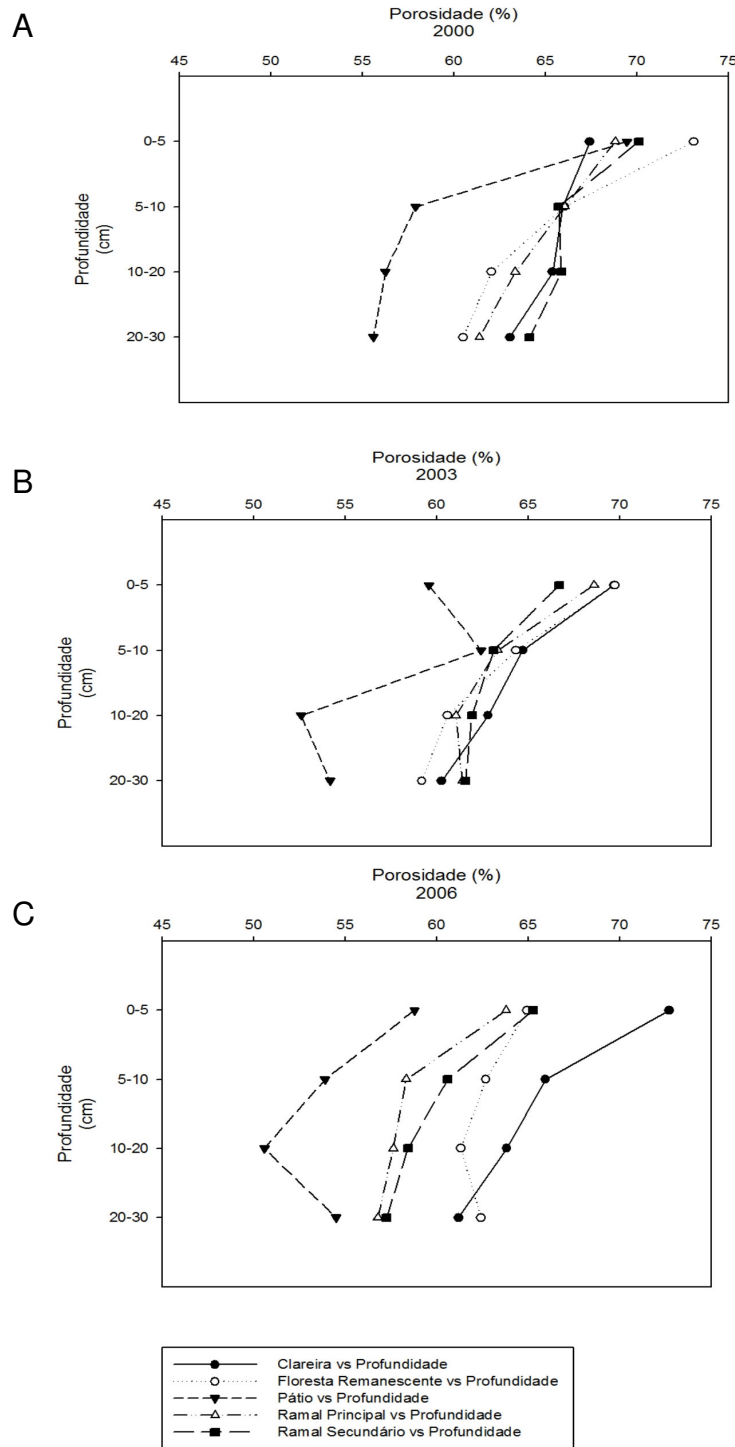 A
Porosidade (%)
2000
45 50 55 60 65 70 75
0-5
5-10
10-20
20-30
Profundidade
(cm)
B
Porosidade (%)
2003
45 50 55 60 65 70 75
0-5
5-10
10-20
20-30
Profundidade
(cm)
C
Porosidade (%)
2006
45 50 55 60 65 70 75
0-5
5-10
10-20
20-30
Profundidade
(cm)
Clareira vs Profundidade
Floresta Remanescente vs Profundidade
Pátio vs Profundidade
Ramal Principal vs Profundidade
Ramal Secundário vs Profundidade